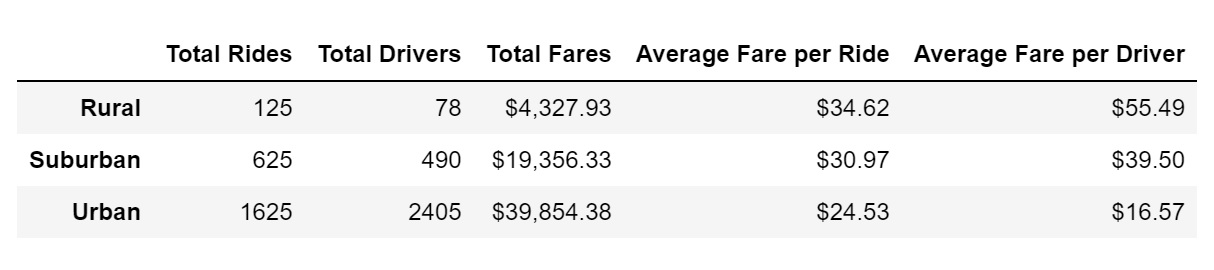 Total Rides Total Drivers Total Fares Average Fare per Ride Average Fare per Driver
Rural 125 78 $4,327.93 $34.62 $55.49
Suburban 625 490 $19,356.33 $30.97 $39.50
Urban 1625 2405 $39,854.38 $24.53 $16.57